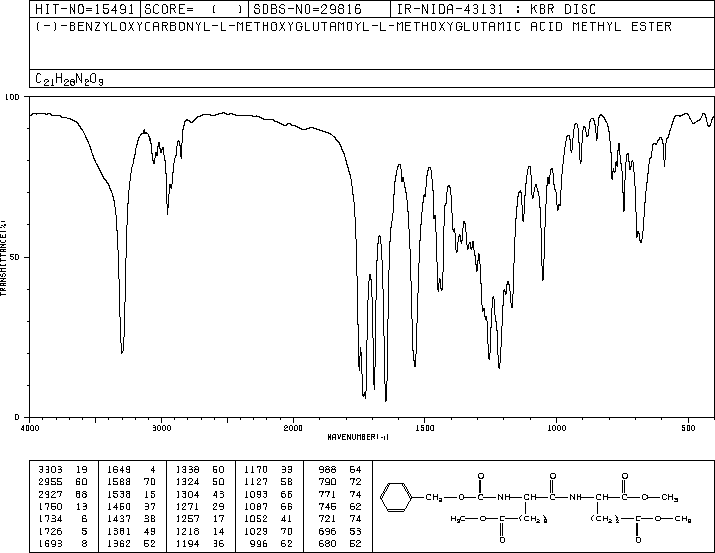 HIT-NO=15491 SCORE= ( ) SDBS-NO=29816 IR-NIDA-43131 : KBR DISC
(-)-BENZYLOXYCARBONYL-L-METHOXYGLUTAMOYL-L-METHOXYGLUTAMIC ACID METHYL ESTER
C21H28N2O9
100
TRANSMITTANCE(%)
50
0
4000 3000 2000 1500 1000 500
WAVENUMBER(-1)
3303 19 1649 4 1338 50 1170 33 988 64
2955 60 1588 70 1324 50 1127 58 790 72
2927 68 1538 15 1304 43 1093 66 771 74
1750 13 1450 37 1271 29 1087 66 745 62
1734 6 1437 38 1257 17 1052 41 721 74
1726 5 1381 49 1218 14 1029 70 696 53
1693 8 1362 52 1194 36 996 62 680 52
O O O O
CH2 O C NH CH C NH CH C O CH3
CH3 O C (CH2)2 (CH2)2 C O CH3
O O